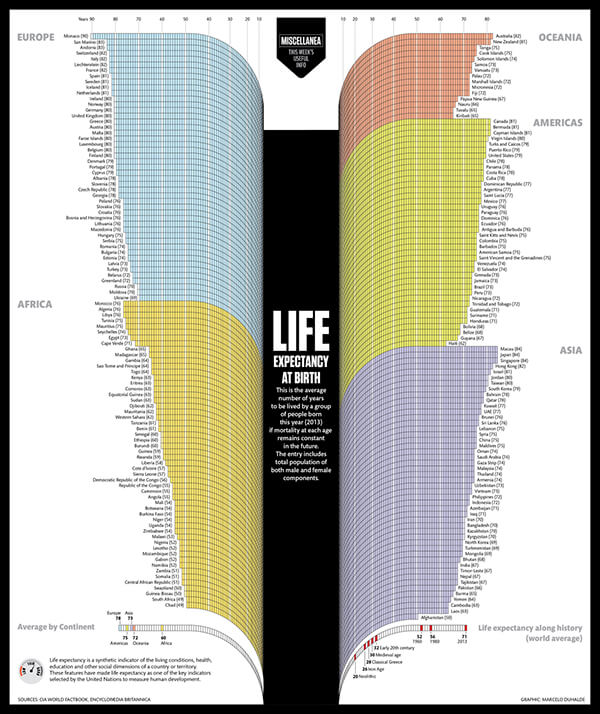 Years 90 80 70 60 50 40 30 20 10
EUROPE
Monaco (90)
San Marino (83)
Andorra (83)
Switzerland (82)
Italy (82)
Liechtenstein (82)
France (82)
Spain (81)
Sweden (81)
Iceland (81)
Netherlands (81)
Ireland (80)
Norway (80)
Germany (80)
United Kingdom (80)
Greece (80)
Austria (80)
Malta (80)
Faroe Islands (80)
Luxembourg (80)
Belgium (80)
Finland (80)
Denmark (79)
Portugal (79)
Cyprus (79)
Albania (78)
Slovenia (78)
Czech Republic (78)
Georgia (78)
Poland (76)
Slovakia (76)
Croatia (76)
Bosnia and Herzegovina (76)
Lithuania (76)
Macedonia (76)
Hungary (75)
Serbia (75)
Romania (74)
Bulgaria (74)
Estonia (74)
Latvia (73)
Turkey (73)
Belarus (72)
Greenland (72)
Russia (70)
Moldova (70)
Ukraine (69)
AFRICA
Morocco (76)
Algeria (76)
Libya (76)
Tunisia (75)
Mauritius (75)
Seychelles (74)
Egypt (73)
Cape Verde (71)
Ghana (65)
Madagascar (65)
Gambia (64)
Sao Tome and Principe (64)
Togo (64)
Kenya (63)
Eritrea (63)
Comoros (63)
Equatorial Guinea (63)
Sudan (63)
Djibouti (62)
Mauritania (62)
Western Sahara (62)
Tanzania (61)
Benin (61)
Senegal (60)
Ethiopia (60)
Burundi (60)
Guinea (59)
Rwanda (59)
Liberia (58)
Cote d'Ivoire (57)
Sierra Leone (57)
Democratic Republic of the Congo (56)
Republic of the Congo (55)
Cameroon (55)
Angola (55)
Mali (54)
Botswana (54)
Burkina Faso (54)
Niger (54)
Uganda (54)
Zimbabwe (54)
Malawi (53)
Nigeria (52)
Lesotho (52)
Mozambique (52)
Gabon (52)
Namibia (52)
Zambia (51)
Somalia (51)
Central African Republic (51)
Swaziland (50)
Guinea-Bissau (50)
South Africa (49)
Chad (49)
MISCELLANEA
THIS WEEK'S
USEFUL
INFO
LIFE
EXPECTANCY
AT BIRTH
This is the average
number of years
to be lived by a group
of people born
this year (2013)
if mortality at each age
remains constant
in the future.
The entry includes
total population of
both male and female
components.
15 20 30 40 50 60 70 80
OCEANIA
Australia (82)
New Zealand (81)
Tonga (75)
Cook Islands (75)
Solomon Islands (74)
Samoa (73)
Vanuatu (73)
Palau (72)
Marshall Islands (72)
Micronesia (72)
Fiji (72)
Papua New Guinea (67)
Nauru (66)
Tuvalu (65)
Kiribati (65)
AMERICAS
Canada (81)
Bermuda (81)
Cayman Islands (81)
Virgin Islands (80)
Turks and Caicos (79)
Puerto Rico (79)
United States (79)
Chile (78)
Panama (78)
Costa Rica (78)
Cuba (78)
Dominican Republic (77)
Argentina (77)
Saint Lucia (77)
Mexico (77)
Uruguay (76)
Paraguay (76)
Dominica (76)
Ecuador (76)
Antigua and Barbuda (76)
Saint Kitts and Nevis (75)
Colombia (75)
Barbados (75)
American Samoa (75)
Saint Vincent and the Grenadines (75)
Venezuela (74)
El Salvador (74)
Grenada (73)
Jamaica (73)
Brazil (73)
Peru (73)
Nicaragua (72)
Trinidad and Tobago (72)
Guatemala (71)
Suriname (71)
Honduras (71)
Bolivia (68)
Belize (68)
Guyana (67)
Haiti (62)
ASIA
Macau (84)
Japan (84)
Singapore (84)
Hong Kong (82)
Israel (81)
Jordan (80)
Taiwan (80)
South Korea (79)
Bahrain (78)
Qatar (78)
Kuwait (77)
UAE (77)
Brunei (76)
Sri Lanka (76)
Lebanon (75)
Syria (75)
China (75)
Maldives (75)
Oman (74)
Saudi Arabia (74)
Gaza Strip (74)
Malaysia (74)
Thailand (74)
Armenia (74)
Uzbekistan (73)
Vietnam (73)
Philippines (72)
Indonesia (72)
Azerbaijan (71)
Iraq (71)
Iran (70)
Bangladesh (70)
Kazakhstan (70)
Kyrgyzstan (70)
North Korea (69)
Turkmenistan (69)
Mongolia (69)
Bhutan (68)
India (67)
Timor-Leste (67)
Nepal (67)
Tajikistan (67)
Pakistan (66)
Burma (65)
Yemen (64)
Cambodia (63)
Laos (63)
Afghanistan (50)
Average by Continent
Europe 78
Asia 73
75 Americas
72 Oceania
60 Africa
Life expectancy along history
(world average)
52 1960
56 1980
71 2013
32 Early 20th century
30 Medieval age
28 Classical Greece
26 Iron Age
20 Neolithic
Life expectancy is a synthetic indicator of the living conditions, health,
education and other social dimensions of a country or territory.
These features have made life expectancy as one of the key indicators
selected by the United Nations to measure human development.
SOURCES: CIA WORLD FACTBOOK, ENCYCLOPÆDIA BRITANNICA
GRAPHIC: MARCELO DUHALDE